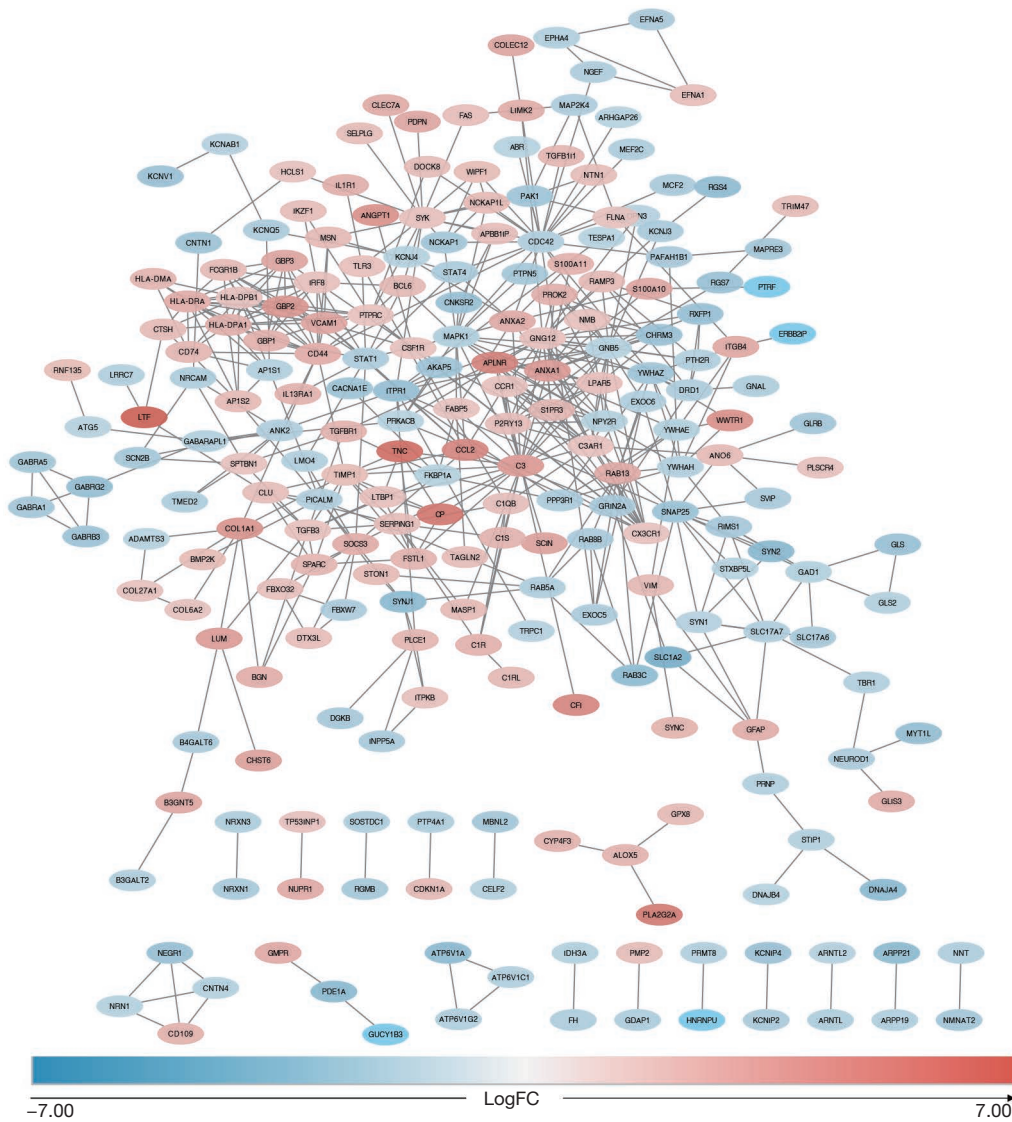 EFNA5
EPHA4
COLEC12
NGEF
EFNA1
CLEC7A
PDPN
FAS
LIMK2
MAP2K4
ARHGAP26
SELPLG
KCNAB1
DOCK8
ABR
TGFB1I1
MEF2C
KCNV1
HCLS1
IL1R1
WIPF1
NTN1
MCF2
RGS4
IKZF1
ANGPT1
SYK
NCKAP1L
PAK1
FLNA
TRIM47
CNTN1
KCNQ5
MSN
NCKAP1
APBB1IP
CDC42
TESPA1
KCNJ3
MAPRE3
GBP3
TLR3
KCNJ4
STAT4
PTPN5
S100A11
PAFAH1B1
HLA-DMA
FCGR1B
IRF8
BCL6
CNKSR2
PROK2
RAMP3
S100A10
RGS7
PTRF
HLA-DRA
HLA-DPB1
GBP2
PTPRC
CTSH
HLA-DPA1
VCAM1
MAPK1
ANXA2
NMB
RXFP1
CD74
GBP1
CD44
STAT1
CSF1R
GNG12
GNB5
CHRM3
ITGB4
ERBB2IP
RNF135
LRRC7
NRCAM
AP1S1
AKAP5
APLNR
ANXA1
YWHAZ
PTH2R
IL13RA1
CACNA1E
ITPR1
CCR1
LPAR5
EXOC6
DRD1
GNAL
LTF
AP1S2
FABP5
S1PR3
ATG5
GABARAPL1
ANK2
TGFBR1
PRKACB
P2RY13
NPY2R
YWHAE
WWTR1
GLRB
SCN2B
TNC
CCL2
C3AR1
GABRA5
SPTBN1
LMO4
C3
RAB13
YWHAH
ANO6
PLSCR4
GABRG2
TIMP1
FKBP1A
GABRA1
TMED2
CLU
PICALM
LTBP1
C1QB
PPP3R1
GRIN2A
SNAP25
SVIP
GABRB3
ADAMTS3
COL1A1
TGFB3
SERPING1
CP
RAB8B
CX3CR1
RIMS1
SYN2
GLS
BMP2K
SPARC
SOCS3
FSTL1
TAGLN2
C1S
SCIN
STXBP5L
GAD1
COL27A1
COL6A2
FBXO32
FBXW7
STON1
SYNJ1
RAB5A
VIM
GLS2
MASP1
EXOC5
LUM
DTX3L
PLCE1
C1R
TRPC1
SYN1
SLC17A7
SLC17A6
SLC1A2
BGN
C1RL
RAB3C
TBR1
ITPKB
CFI
DGKB
SYNC
GFAP
MYT1L
B4GALT6
INPP5A
CHST6
NEUROD1
B3GNT5
PRNP
GLIS3
NRXN3
TP53INP1
SOSTDC1
PTP4A1
MBNL2
GPX8
CYP4F3
ALOX5
STIP1
B3GALT2
NRXN1
NUPR1
RGMB
CDKN1A
CELF2
PLA2G2A
DNAJB4
DNAJA4
NEGR1
GMPR
ATP6V1A
IDH3A
PMP2
PRMT8
KCNIP4
ARNTL2
ARPP21
NNT
CNTN4
PDE1A
ATP6V1C1
NRN1
CD109
GUCY1B3
ATP6V1G2
FH
GDAP1
HNRNPU
KCNIP2
ARNTL
ARPP19
NMNAT2
LogFC
−7.00
7.00